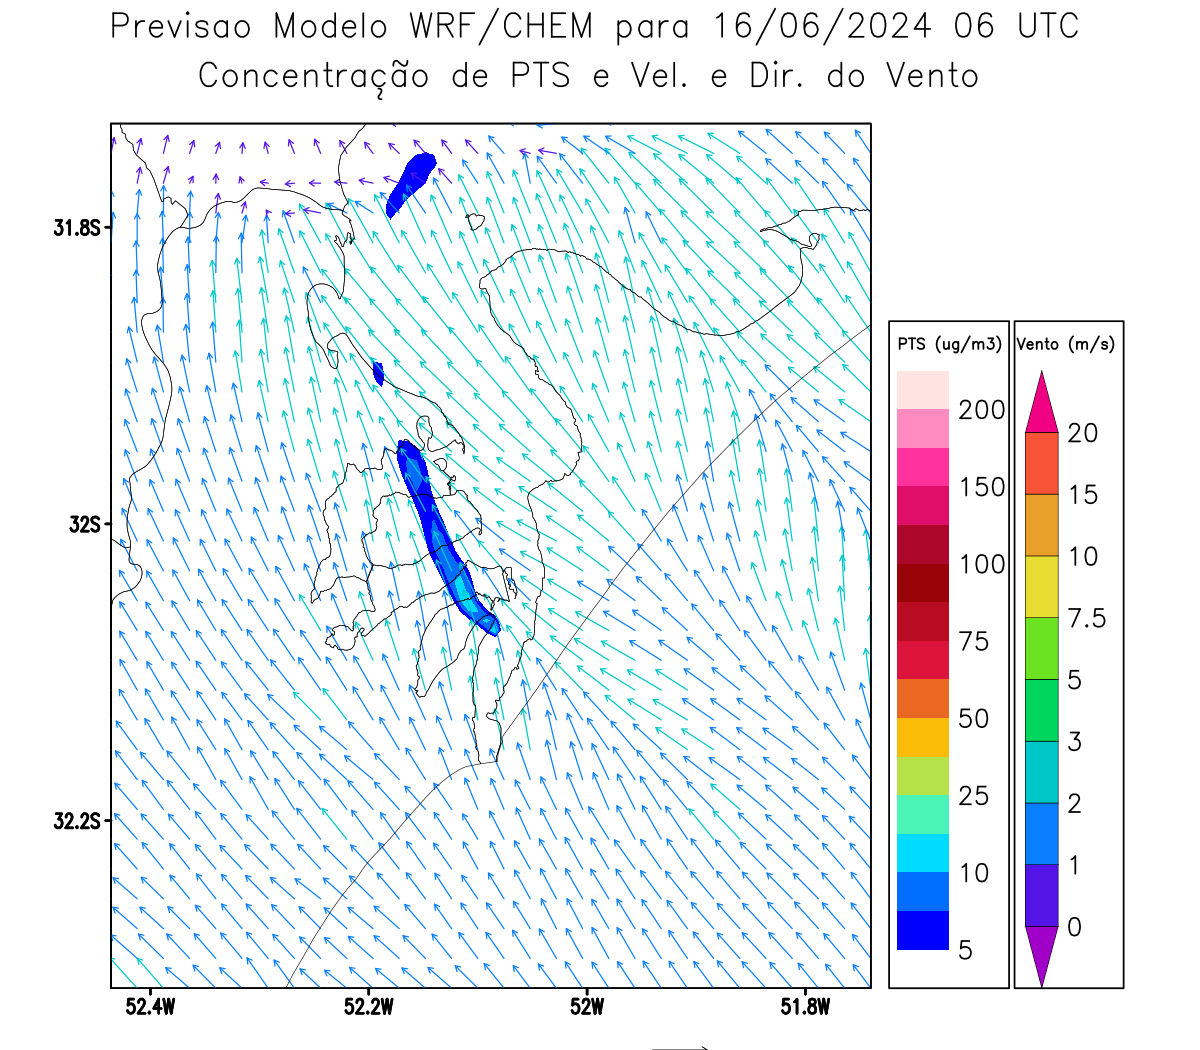 Previsao Modelo WRF/CHEM para 16/06/2024 06 UTC
Concentração de PTS e Vel. e Dir. do Vento
31.8S
32S
32.2S
52.4W 52.2W 52W 51.8W
PTS (ug/m3)
200
150
100
75
50
25
10
5
Vento (m/s)
20
15
10
7.5
5
3
2
1
0